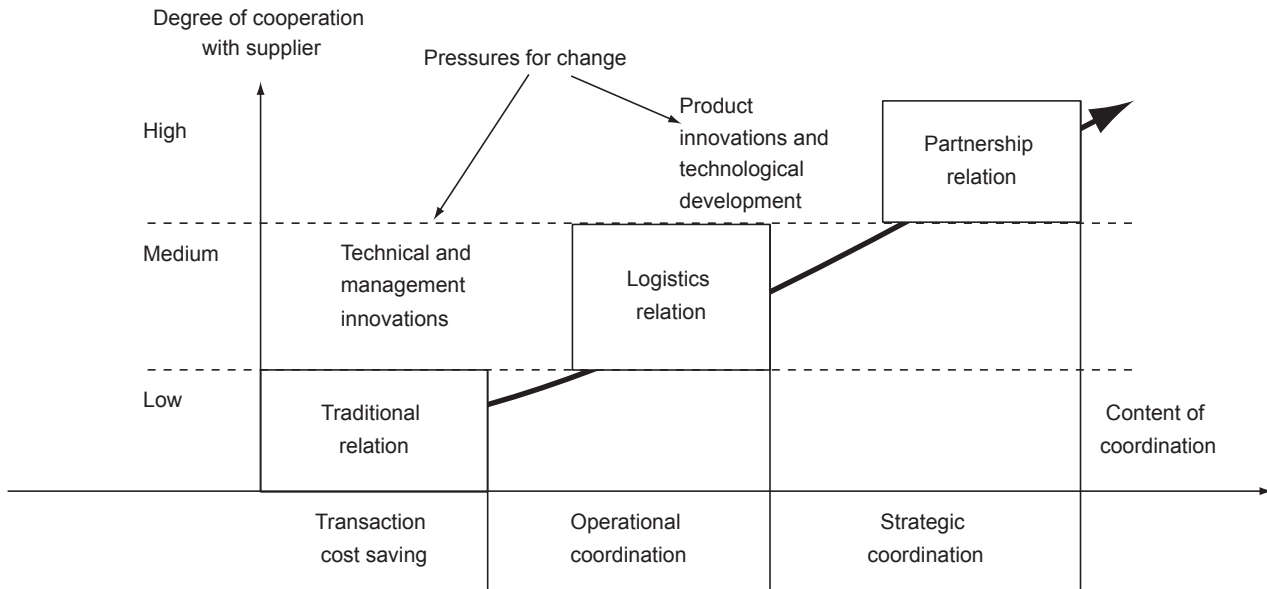 Degree of cooperation
with supplier
Pressures for change
Product
innovations and
technological
development
High
Partnership
relation
Medium
Technical and
management
innovations
Logistics
relation
Low
Traditional
relation
Content of
coordination
Transaction
cost saving
Operational
coordination
Strategic
coordination